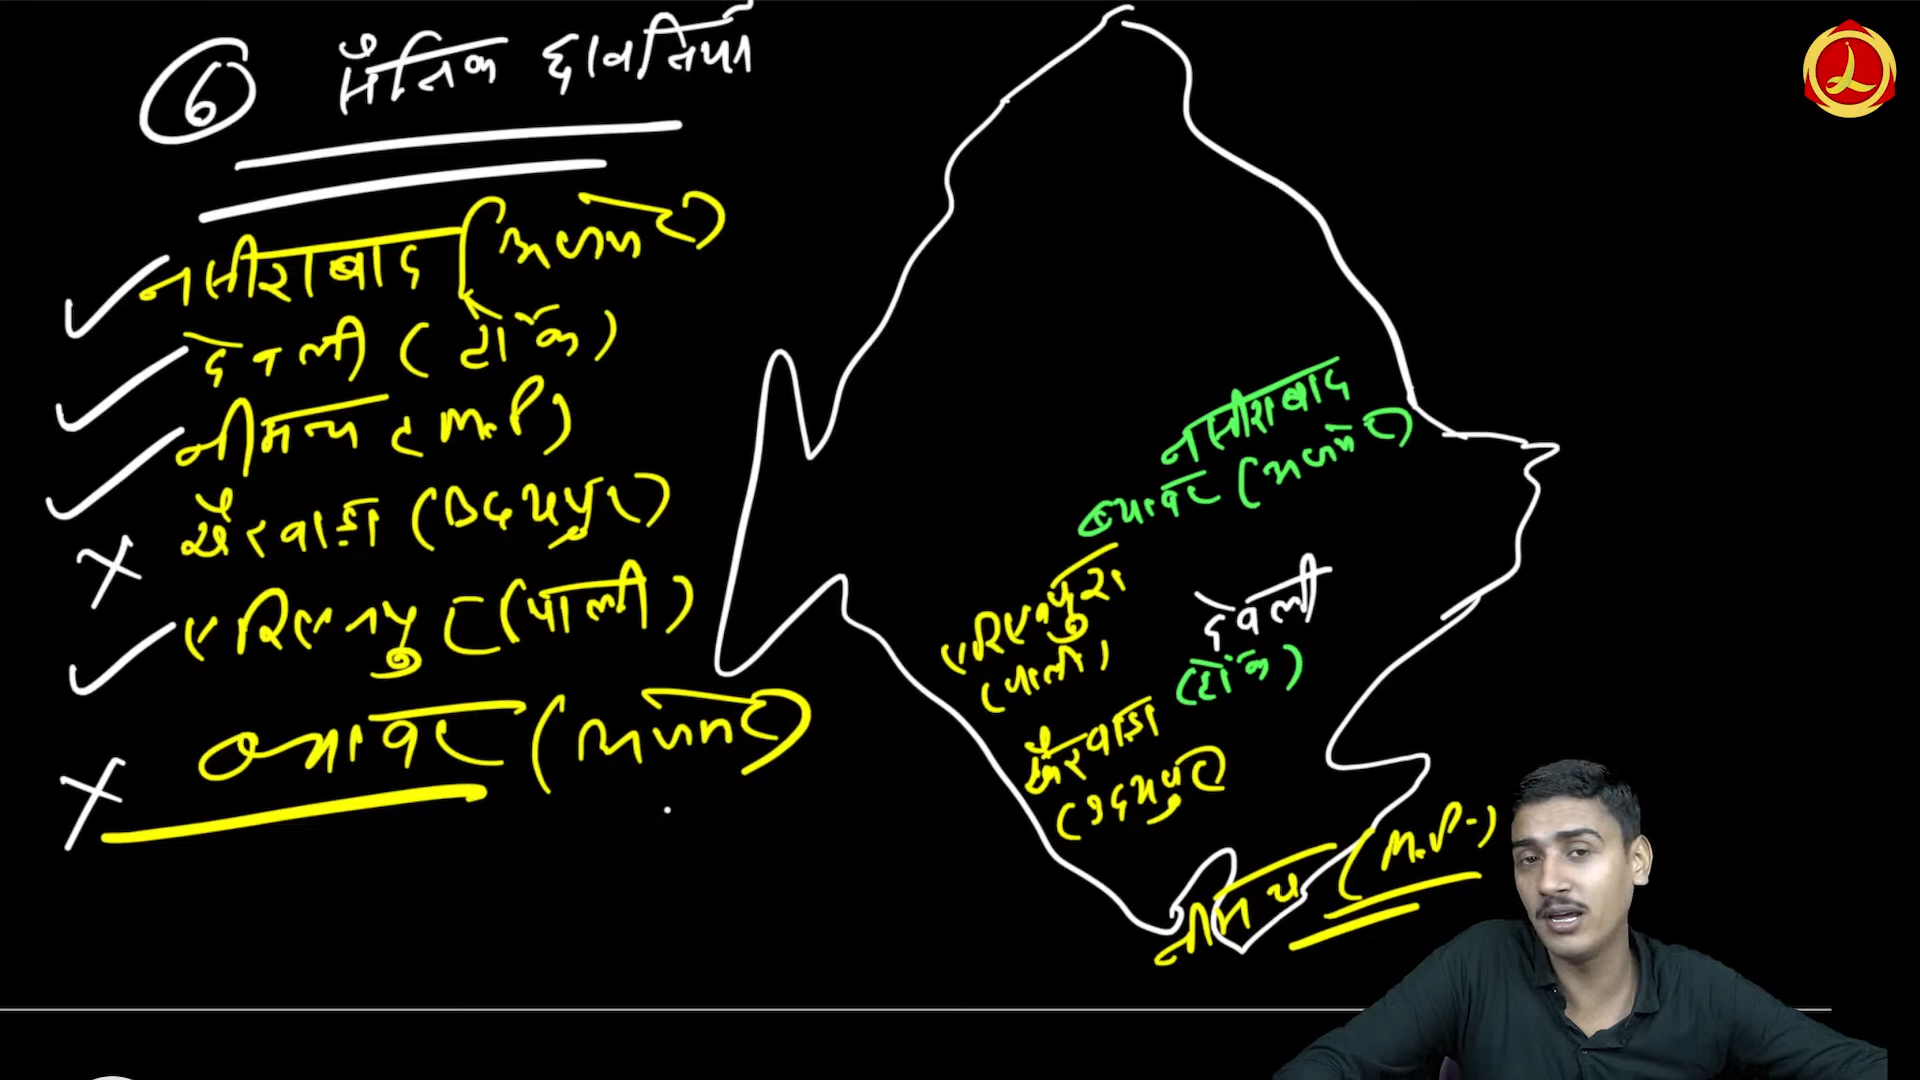 6 सैनिक छावनियाँ
नसीराबाद (अजमेर)
देवली (टोंक)
नीमच (M.P)
खैरवाड़ा (उदयपुर)
एरिनपुर (पाली)
ब्यावर (अजमेर)
नसीराबाद
ब्यावर (अजमेर)
एरिनपुरा
(पाली)
देवली
(टोंक)
खैरवाड़ा
(उदयपुर
नीमच (M.P.)